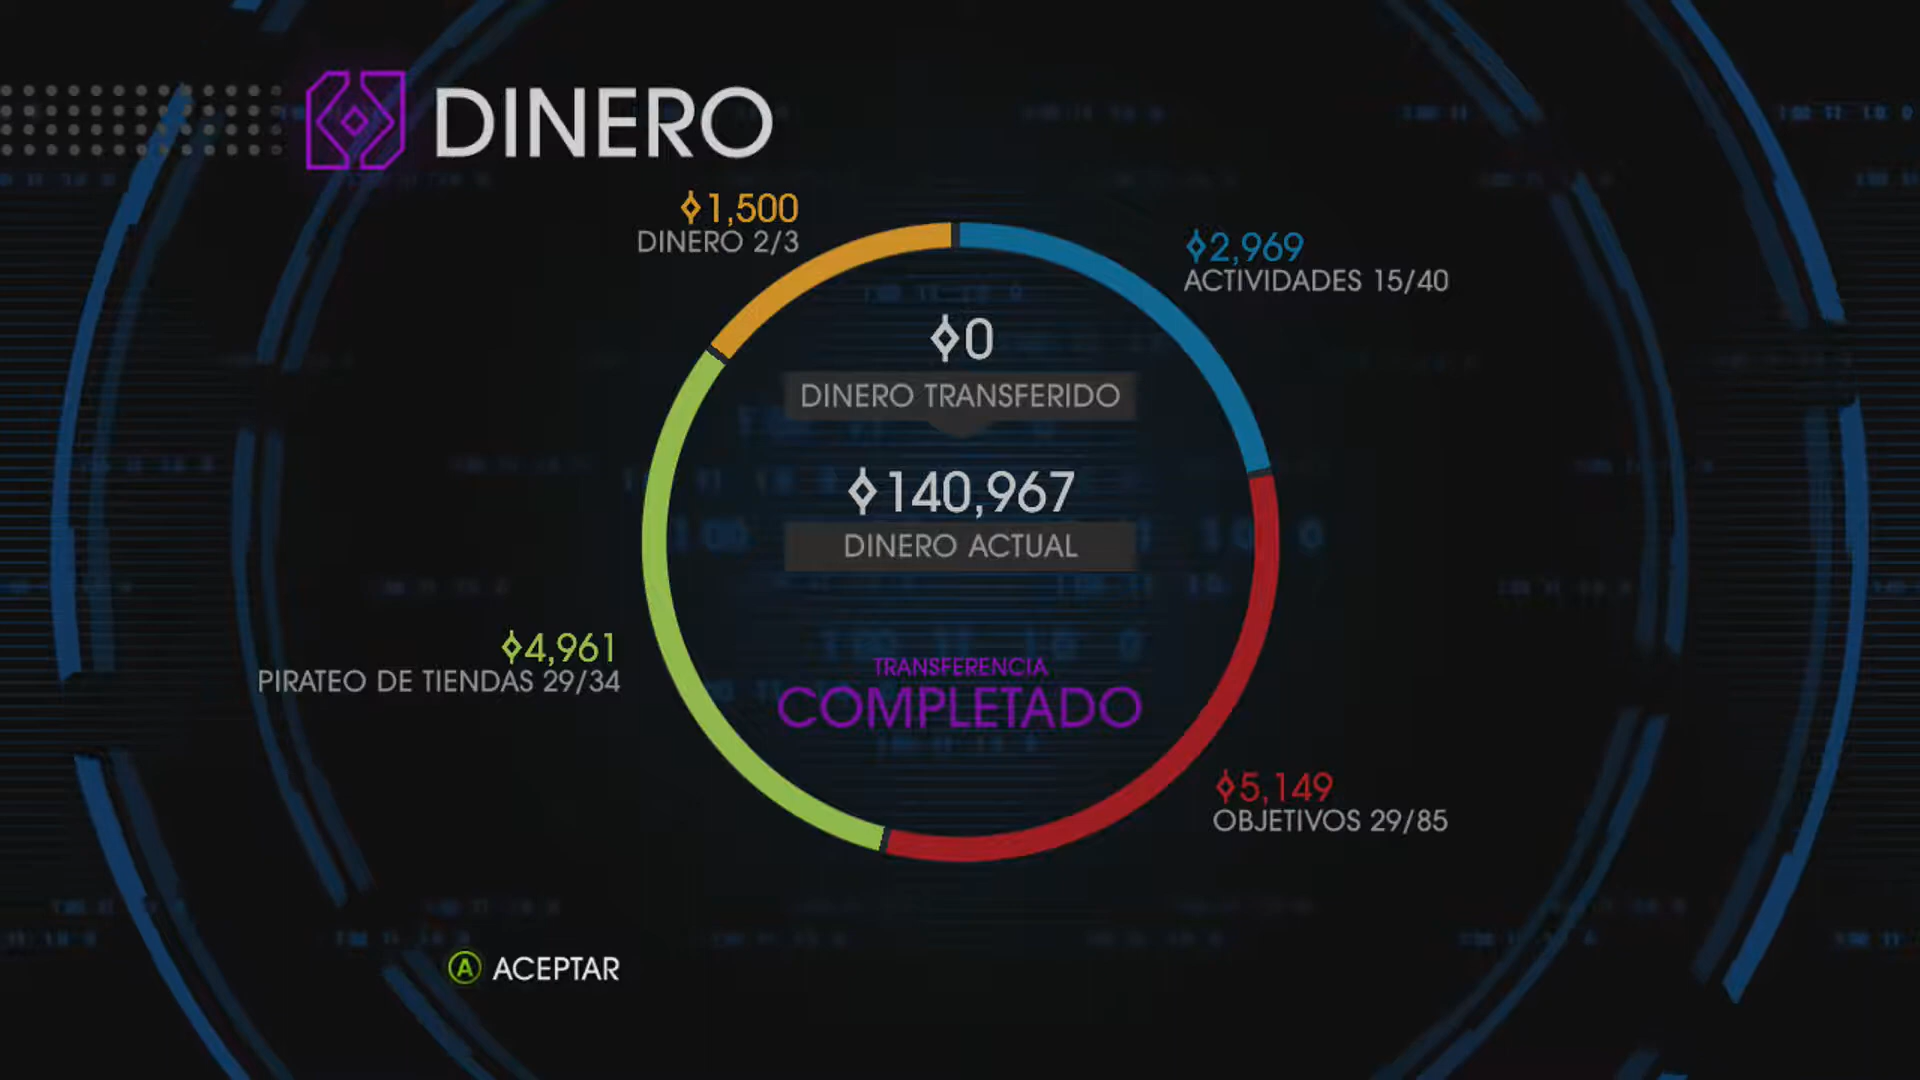 DINERO
1,500
DINERO 2/3
2,969
ACTIVIDADES 15/40
0
DINERO TRANSFERIDO
140,967
DINERO ACTUAL
4,961
PIRATEO DE TIENDAS 29/34
TRANSFERENCIA
COMPLETADO
5,149
OBJETIVOS 29/85
A ACEPTAR